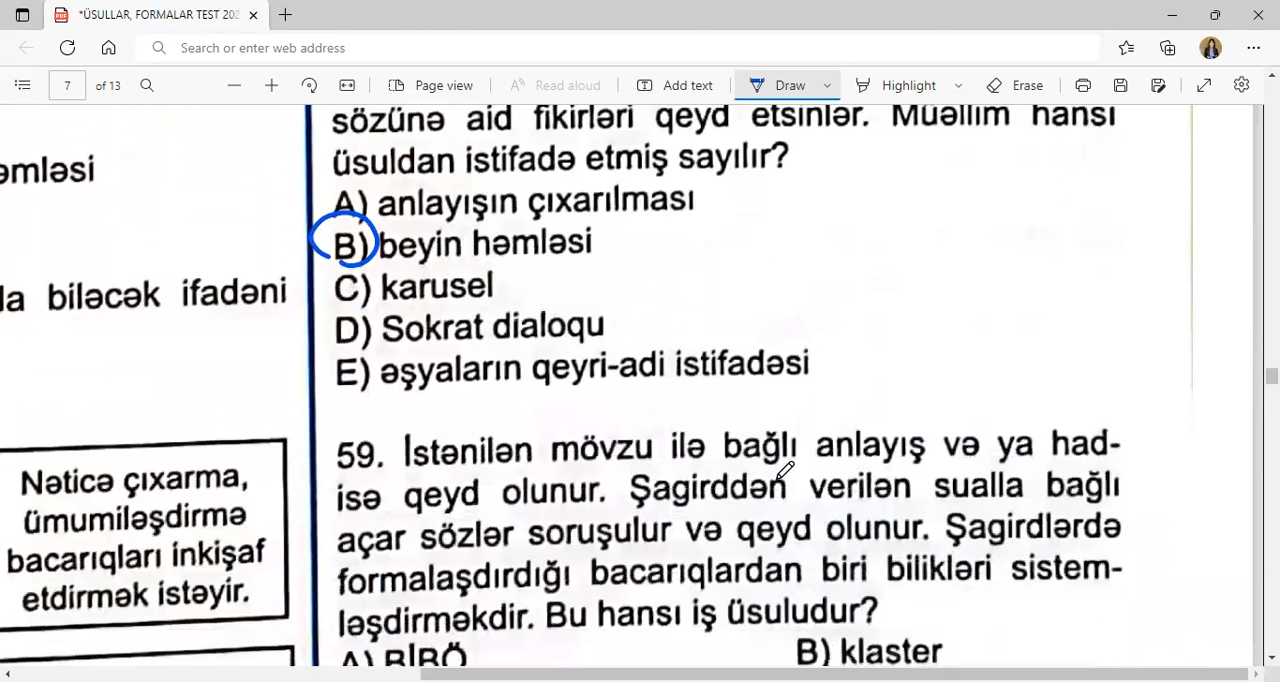 *ÜSULLAR, FORMALAR TEST 202
Search or enter web address
7 of 13
Page view
Read aloud
Add text
Draw
Highlight
Erase
əmləsi
la biləcək ifadəni
Nəticə çıxarma,
ümumiləşdirmə
bacarıqları inkişaf
etdirmək istəyir.
sözünə aid fikirləri qeyd etsinlər. Müəllim hansı
üsuldan istifadə etmiş sayılır?
A) anlayışın çıxarılması
B) beyin həmləsi
C) karusel
D) Sokrat dialoqu
E) əşyaların qeyri-adi istifadəsi
59. İstənilən mövzu ilə bağlı anlayış və ya had-
isə qeyd olunur. Şagirddən verilən sualla bağlı
açar sözlər soruşulur və qeyd olunur. Şagirdlərdə
formalaşdırdığı bacarıqlardan biri bilikləri sistem-
ləşdirməkdir. Bu hansı iş üsuludur?
A) BİBÖ B) klaster